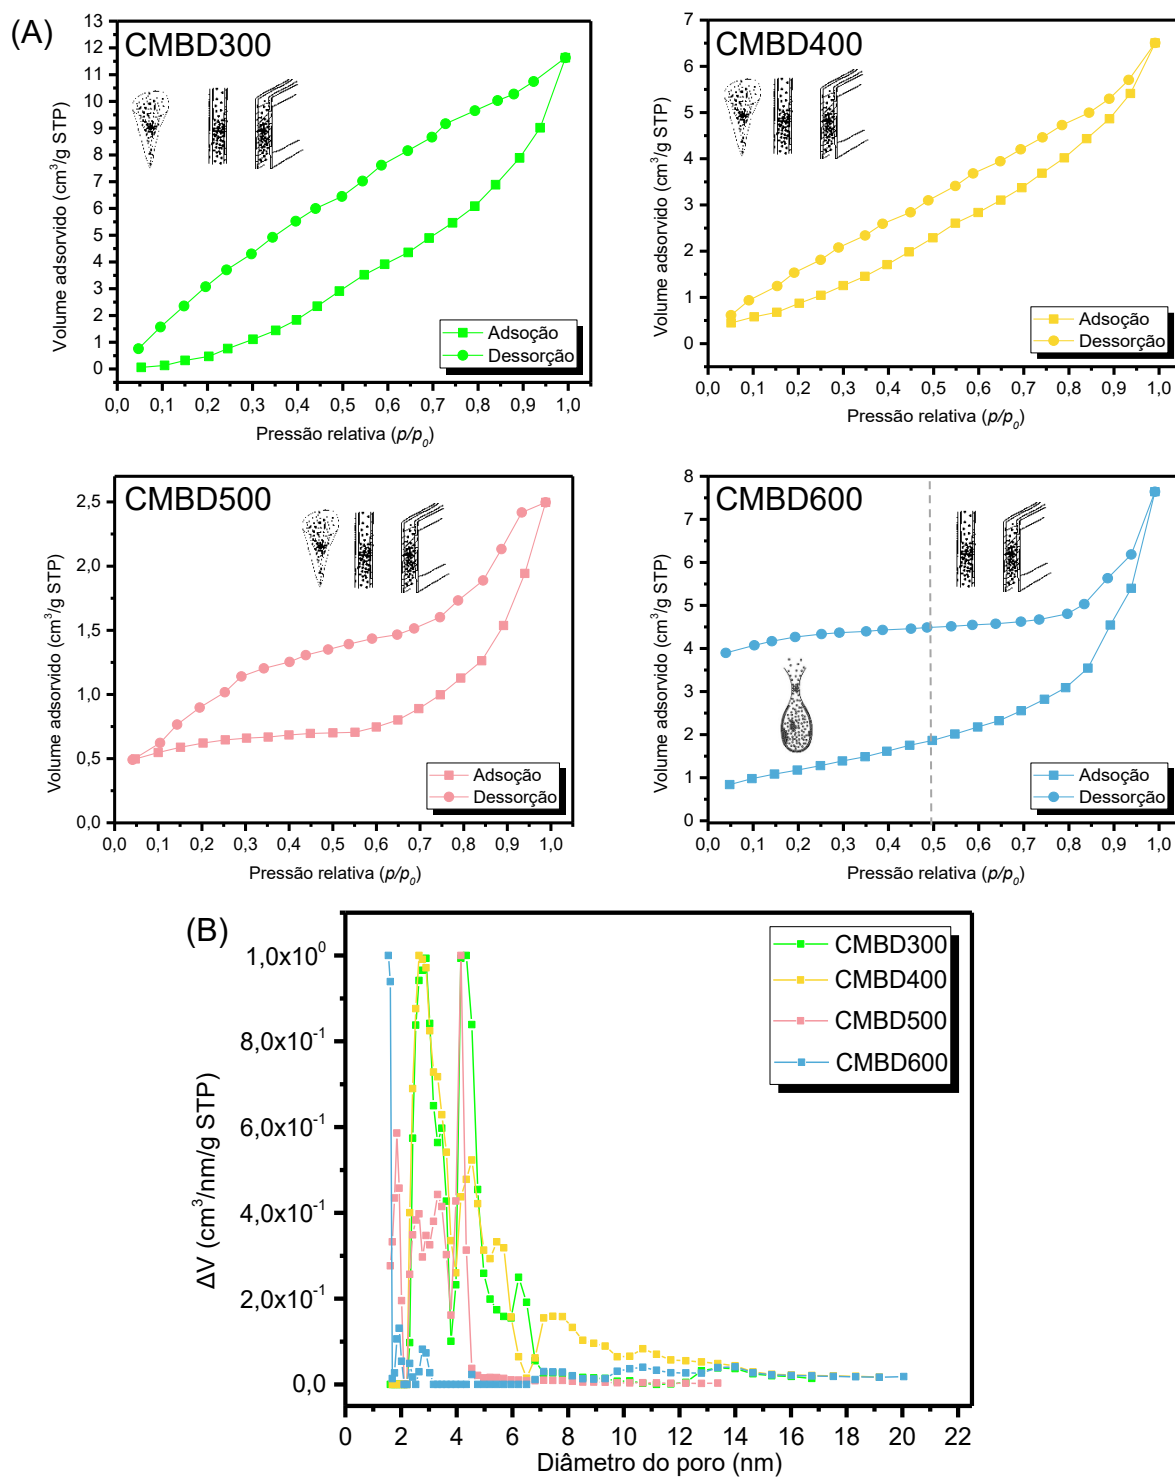 (A)
CMBD300
Volume adsorvido (cm³/g STP)
13
12
11
10
9
8
7
6
5
4
3
2
1
0
Adsoção
Dessorção
0,0 0,1 0,2 0,3 0,4 0,5 0,6 0,7 0,8 0,9 1,0
Pressão relativa (p/p₀)
CMBD400
Volume adsorvido (cm³/g STP)
7
6
5
4
3
2
1
0
Adsoção
Dessorção
0,0 0,1 0,2 0,3 0,4 0,5 0,6 0,7 0,8 0,9 1,0
Pressão relativa (p/p₀)
CMBD500
Volume adsorvido (cm³/g STP)
2,5
2,0
1,5
1,0
0,5
0,0
Adsoção
Dessorção
0,0 0,1 0,2 0,3 0,4 0,5 0,6 0,7 0,8 0,9 1,0
Pressão relativa (p/p₀)
CMBD600
Volume adsorvido (cm³/g STP)
8
7
6
5
4
3
2
1
0
Adsoção
Dessorção
0,0 0,1 0,2 0,3 0,4 0,5 0,6 0,7 0,8 0,9 1,0
Pressão relativa (p/p₀)
(B)
ΔV (cm³/nm/g STP)
1,0x10⁰
8,0x10⁻¹
6,0x10⁻¹
4,0x10⁻¹
2,0x10⁻¹
0,0
CMBD300
CMBD400
CMBD500
CMBD600
0 2 4 6 8 10 12 14 16 18 20 22
Diâmetro do poro (nm)